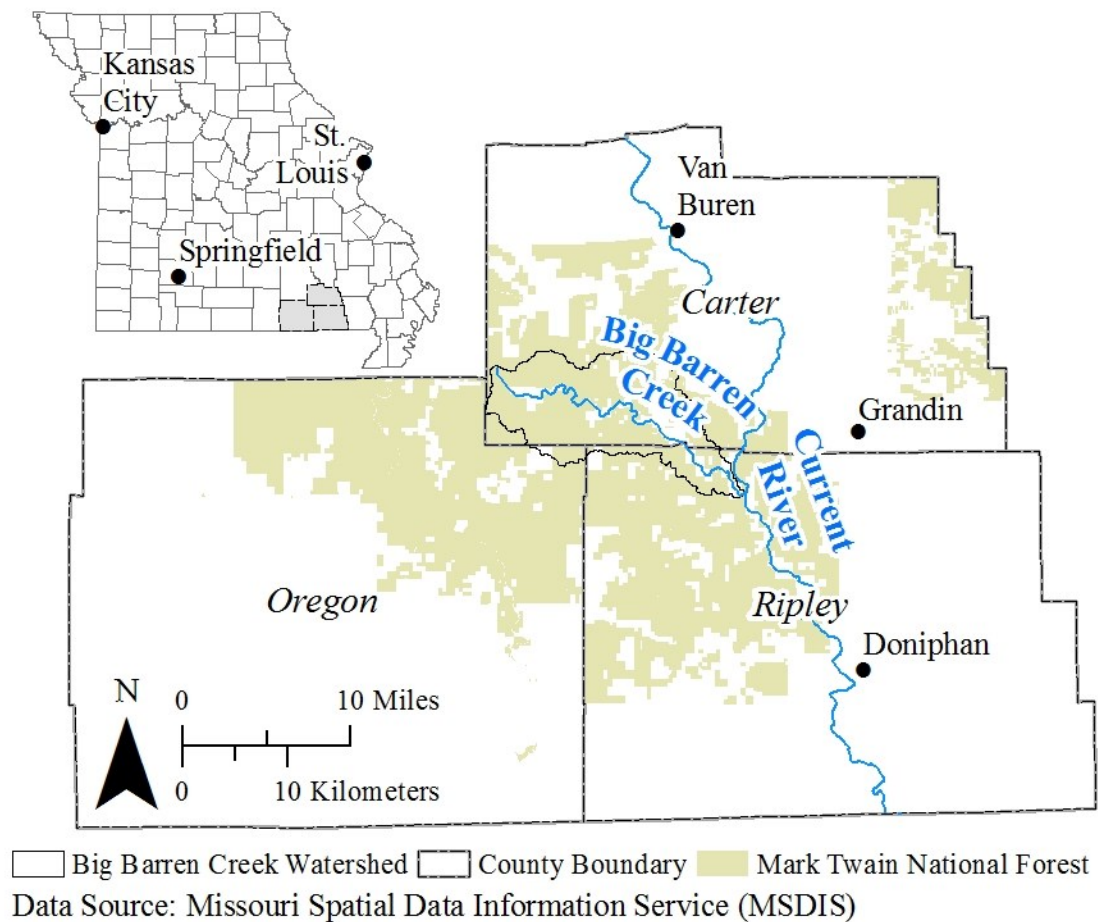 Kansas
City
St.
Louis
Springfield
Van
Buren
Carter
Big Barren
Creek
Grandin
Current
River
Oregon
Ripley
Doniphan
N
0 10 Miles
0 10 Kilometers
Big Barren Creek Watershed County Boundary Mark Twain National Forest
Data Source: Missouri Spatial Data Information Service (MSDIS)